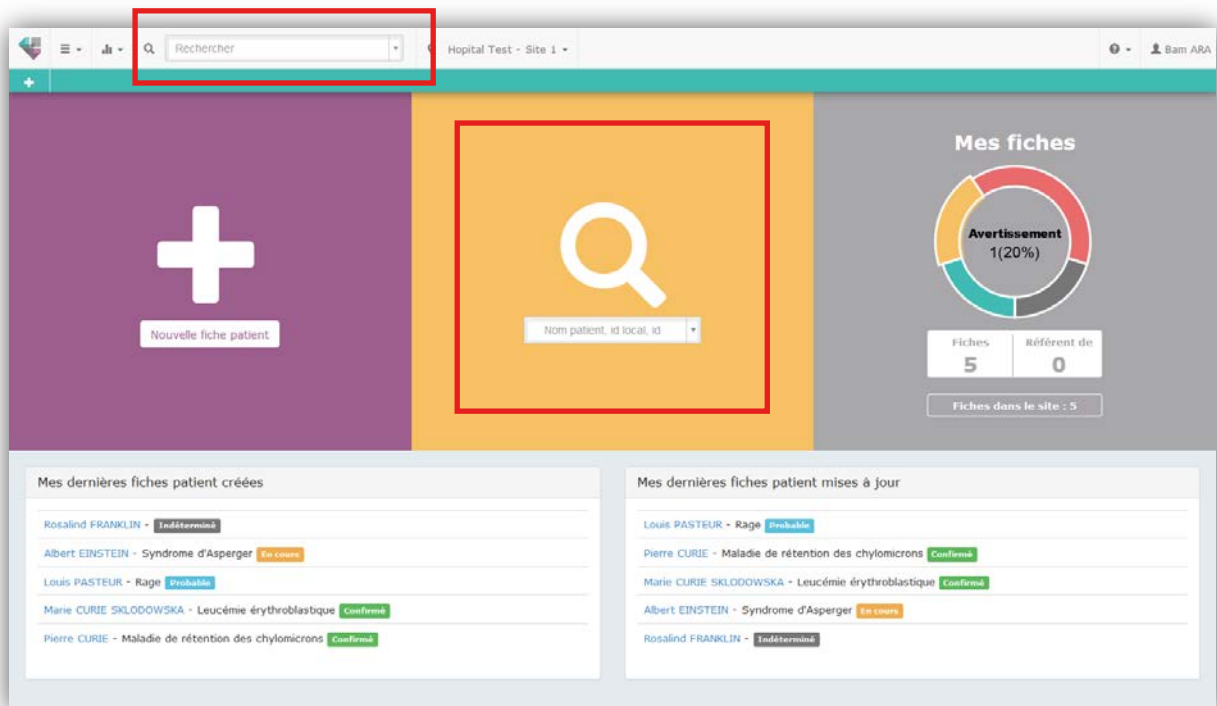 Rechercher
Hopital Test - Site 1
Bam ARA
Nouvelle fiche patient
Nom patient, id local, id
Mes fiches
Avertissement
1(20%)
Fiches
5
Référent de
0
Fiches dans le site : 5
Mes dernières fiches patient créées
Rosalind FRANKLIN - Indéterminé
Albert EINSTEIN - Syndrome d'Asperger En cours
Louis PASTEUR - Rage Probable
Marie CURIE SKLODOWSKA - Leucémie érythroblastique Confirmé
Pierre CURIE - Maladie de rétention des chylomicrons Confirmé
Mes dernières fiches patient mises à jour
Louis PASTEUR - Rage Probable
Pierre CURIE - Maladie de rétention des chylomicrons Confirmé
Marie CURIE SKLODOWSKA - Leucémie érythroblastique Confirmé
Albert EINSTEIN - Syndrome d'Asperger En cours
Rosalind FRANKLIN - Indéterminé